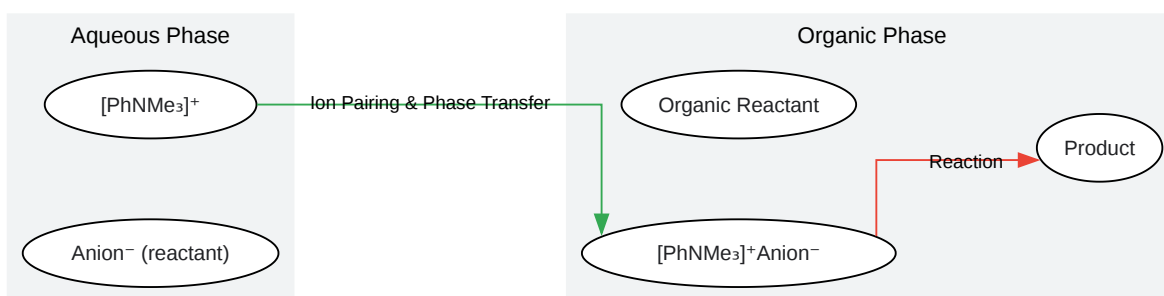 Aqueous Phase
Organic Phase
[PhNMe₃]⁺
Ion Pairing & Phase Transfer
Organic Reactant
Product
Reaction
Anion⁻ (reactant)
[PhNMe₃]⁺Anion⁻